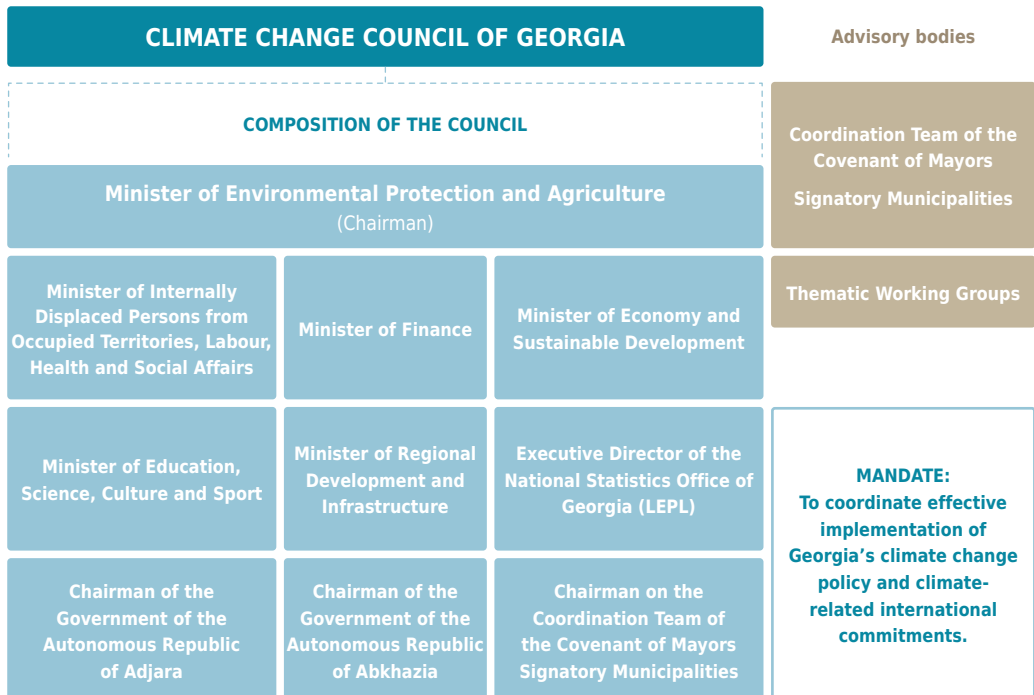 CLIMATE CHANGE COUNCIL OF GEORGIA
COMPOSITION OF THE COUNCIL
Minister of Environmental Protection and Agriculture
(Chairman)
Minister of Internally
Displaced Persons from
Occupied Territories, Labour,
Health and Social Affairs
Minister of Finance
Minister of Economy and
Sustainable Development
Minister of Education,
Science, Culture and Sport
Minister of Regional
Development and
Infrastructure
Executive Director of the
National Statistics Office of
Georgia (LEPL)
Chairman of the
Government of the
Autonomous Republic
of Adjara
Chairman of the
Government of the
Autonomous Republic
of Abkhazia
Chairman on the
Coordination Team of
the Covenant of Mayors
Signatory Municipalities
Advisory bodies
Coordination Team of the
Covenant of Mayors
Signatory Municipalities
Thematic Working Groups
MANDATE:
To coordinate effective
implementation of
Georgia’s climate change
policy and climate-
related international
commitments.